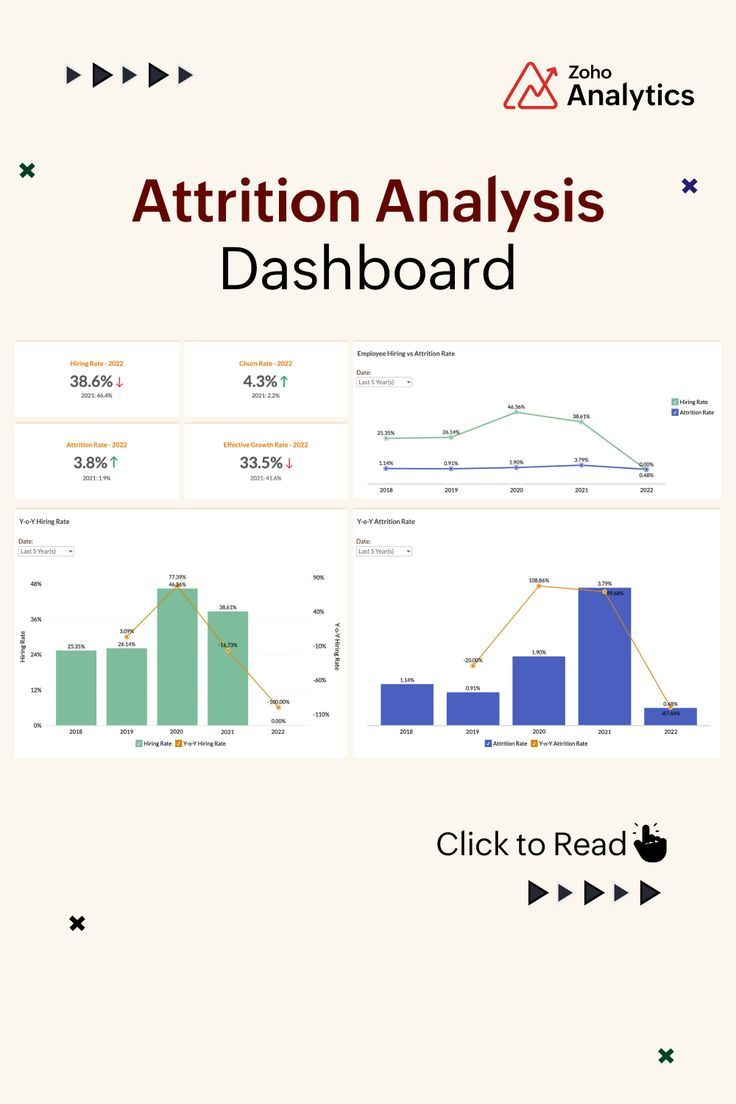 Zoho
Analytics
Attrition Analysis
Dashboard
Hiring Rate - 2022
38.6%↓
2021: 46.4%
Churn Rate - 2022
4.3%↑
2021: 2.2%
Attrition Rate - 2022
3.8%↑
2021: 1.9%
Effective Growth Rate - 2022
33.5%↓
2021: 41.6%
Employee Hiring vs Attrition Rate
Date:
Last 5 Year(s)
Hiring Rate
Attrition Rate
25.35%
26.14%
46.36%
38.61%
0.00%
1.14%
0.91%
1.90%
3.79%
0.48%
2018 2019 2020 2021 2022
Y-o-Y Hiring Rate
Date:
Last 5 Year(s)
48%
36%
24%
12%
0%
Hiring Rate
25.35%
3.09%
26.14%
77.39%
46.36%
38.61%
-16.73%
-100.00%
0.00%
90%
40%
-10%
-60%
-110%
Y-o-Y Hiring Rate
2018 2019 2020 2021 2022
Hiring Rate Y-o-Y Hiring Rate
Y-o-Y Attrition Rate
Date:
Last 5 Year(s)
1.14%
-20.00%
0.91%
108.86%
1.90%
3.79%
99.68%
0.48%
-87.44%
2018 2019 2020 2021 2022
Attrition Rate Y-o-Y Attrition Rate
Click to Read